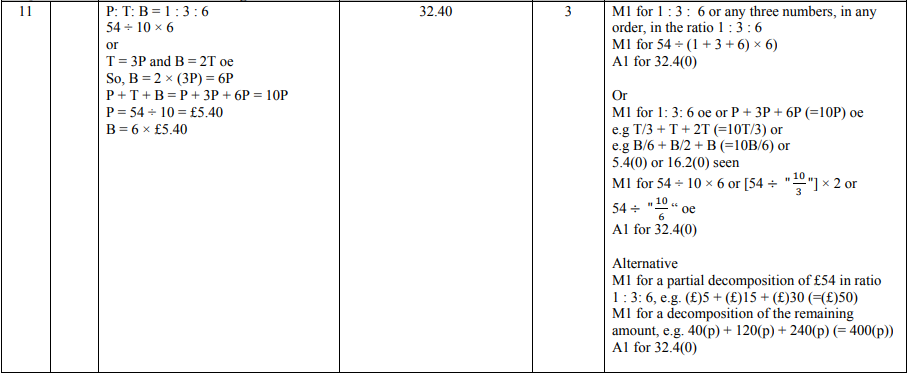 11
P: T: B = 1 : 3 : 6
54 ÷ 10 × 6
or
T = 3P and B = 2T oe
So, B = 2 × (3P) = 6P
P + T + B = P + 3P + 6P = 10P
P = 54 ÷ 10 = £5.40
B = 6 × £5.40
32.40
3
M1 for 1 : 3 : 6 or any three numbers, in any
order, in the ratio 1 : 3 : 6
M1 for 54 ÷ (1 + 3 + 6) × 6)
A1 for 32.4(0)
Or
M1 for 1: 3: 6 oe or P + 3P + 6P (=10P) oe
e.g T/3 + T + 2T (=10T/3) or
e.g B/6 + B/2 + B (=10B/6) or
5.4(0) or 16.2(0) seen
M1 for 54 ÷ 10 × 6 or [54 ÷ "10/3"] × 2 or
54 ÷ "10/6“ oe
A1 for 32.4(0)
Alternative
M1 for a partial decomposition of £54 in ratio
1 : 3: 6, e.g. (£)5 + (£)15 + (£)30 (=(£)50)
M1 for a decomposition of the remaining
amount, e.g. 40(p) + 120(p) + 240(p) (= 400(p))
A1 for 32.4(0)